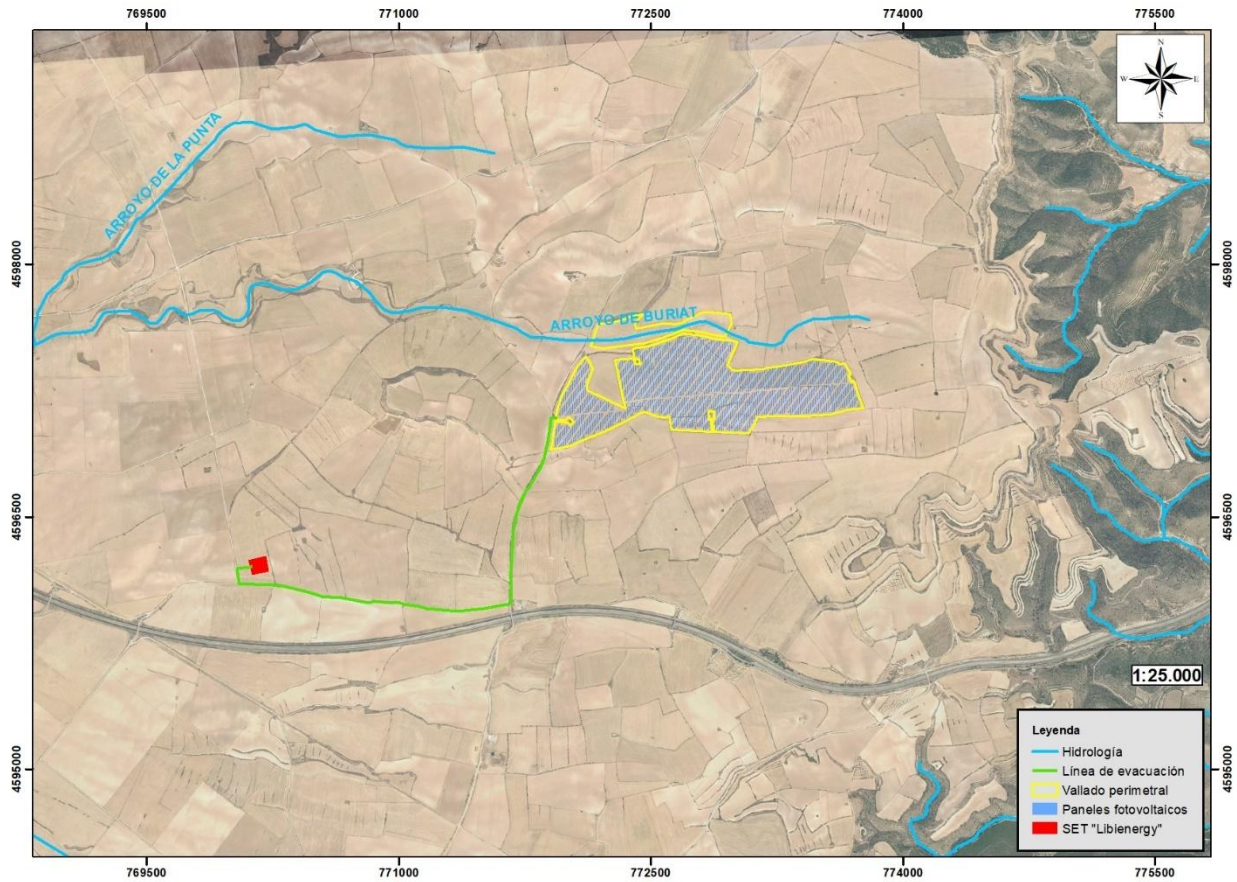 769500 771000 772500 774000 775500
N
W E
S
ARROYO DE LA PUNTA
4598000 4598000
ARROYO DE BURIAT
4596500 4596500
1:25.000
Leyenda
Hidrología
Línea de evacuación
Vallado perimetral
Paneles fotovoltaicos
SET "Libienergy"
4595000 4595000
769500 771000 772500 774000 775500